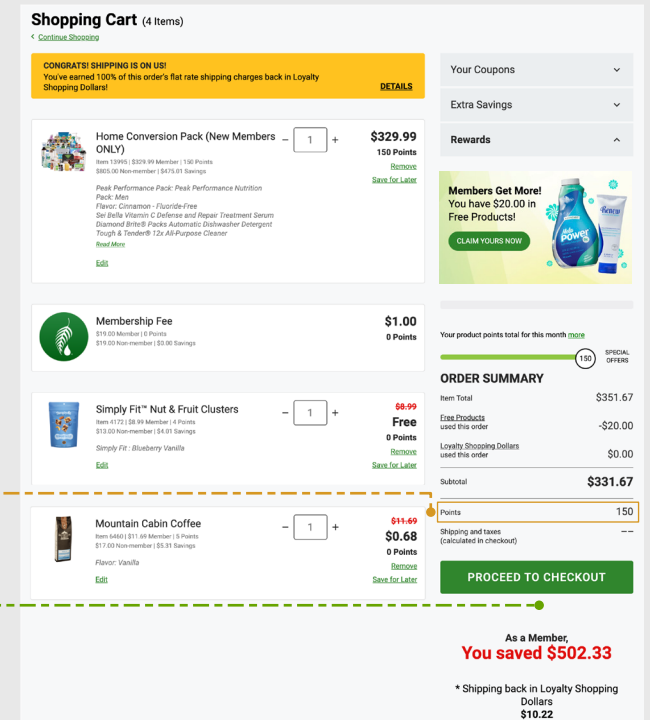 Shopping Cart (4 Items)
Continue Shopping
CONGRATS! SHIPPING IS ON US!
You've earned 100% of this order's flat rate shipping charges back in Loyalty
Shopping Dollars!
DETAILS
Home Conversion Pack (New Members
ONLY)
Item 13995 | $329.99 Member | 150 Points
$805.00 Non-member | $475.01 Savings
Peak Performance Pack: Peak Performance Nutrition
Pack: Men
Flavor: Cinnamon - Fluoride-Free
Sei Bella Vitamin C Defense and Repair Treatment Serum
Diamond Brite® Packs Automatic Dishwasher Detergent
Tough & Tender® 12x All-Purpose Cleaner
Read More
Edit
− 1 +
$329.99
150 Points
Remove
Save for Later
Membership Fee
$19.00 Member | 0 Points
$19.00 Non-member | $0.00 Savings
$1.00
0 Points
Simply Fit™ Nut & Fruit Clusters
Item 4172 | $8.99 Member | 4 Points
$13.00 Non-member | $4.01 Savings
Simply Fit : Blueberry Vanilla
Edit
− 1 +
$8.99
Free
0 Points
Remove
Save for Later
Mountain Cabin Coffee
Item 6460 | $11.69 Member | 5 Points
$17.00 Non-member | $5.31 Savings
Flavor: Vanilla
Edit
− 1 +
$11.69
$0.68
0 Points
Remove
Save for Later
Your Coupons
Extra Savings
Rewards
Members Get More!
You have $20.00 in
Free Products!
CLAIM YOURS NOW
Power
Renew
Your product points total for this month more
150
SPECIAL
OFFERS
ORDER SUMMARY
Item Total $351.67
Free Products
used this order -$20.00
Loyalty Shopping Dollars
used this order $0.00
Subtotal $331.67
Points 150
Shipping and taxes --
(calculated in checkout)
PROCEED TO CHECKOUT
As a Member,
You saved $502.33
* Shipping back in Loyalty Shopping
Dollars
$10.22